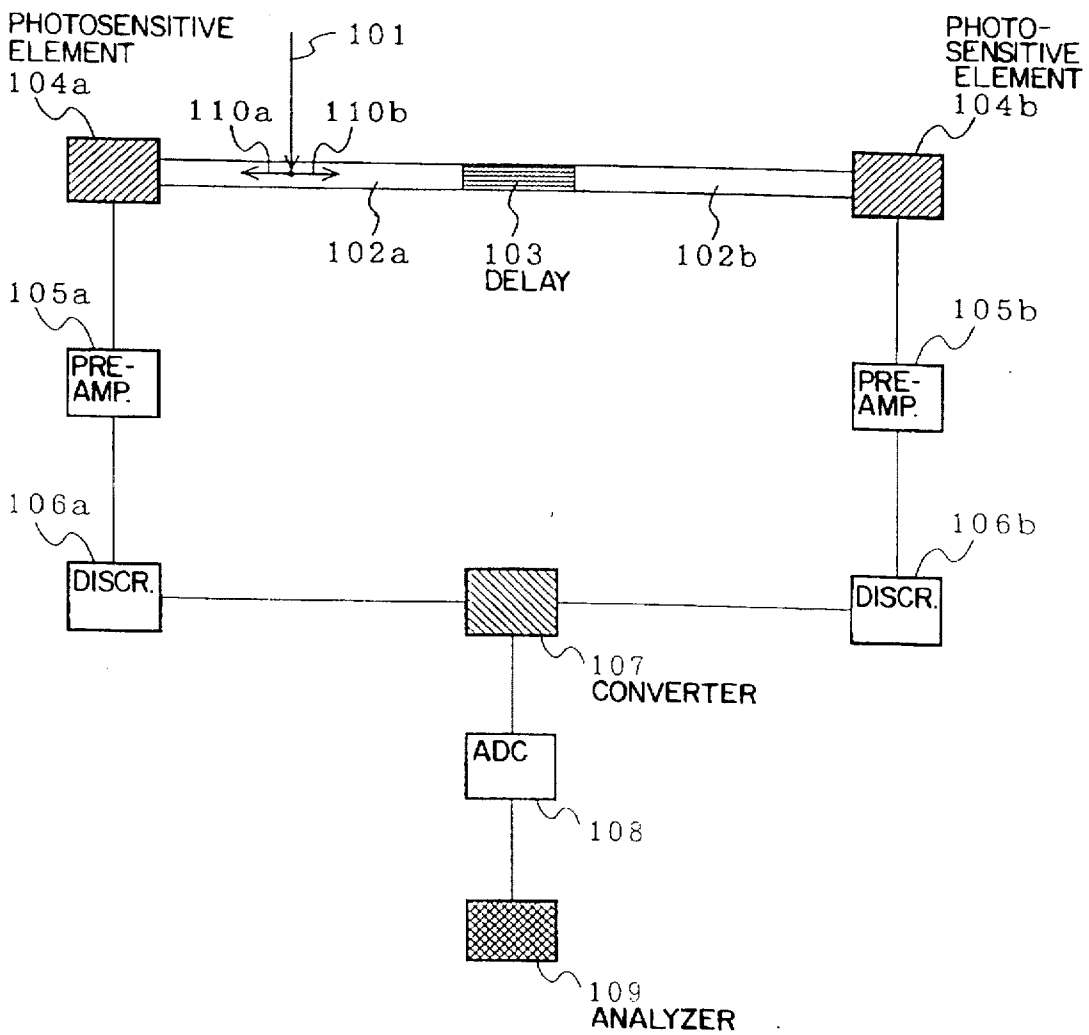 PHOTOSENSITIVE
ELEMENT
104a
101
PHOTO-
SENSITIVE
ELEMENT
104b
110a
110b
102a
103
DELAY
102b
105a
PRE-
AMP.
105b
PRE-
AMP.
106a
DISCR.
106b
DISCR.
107
CONVERTER
ADC
108
109
ANALYZER